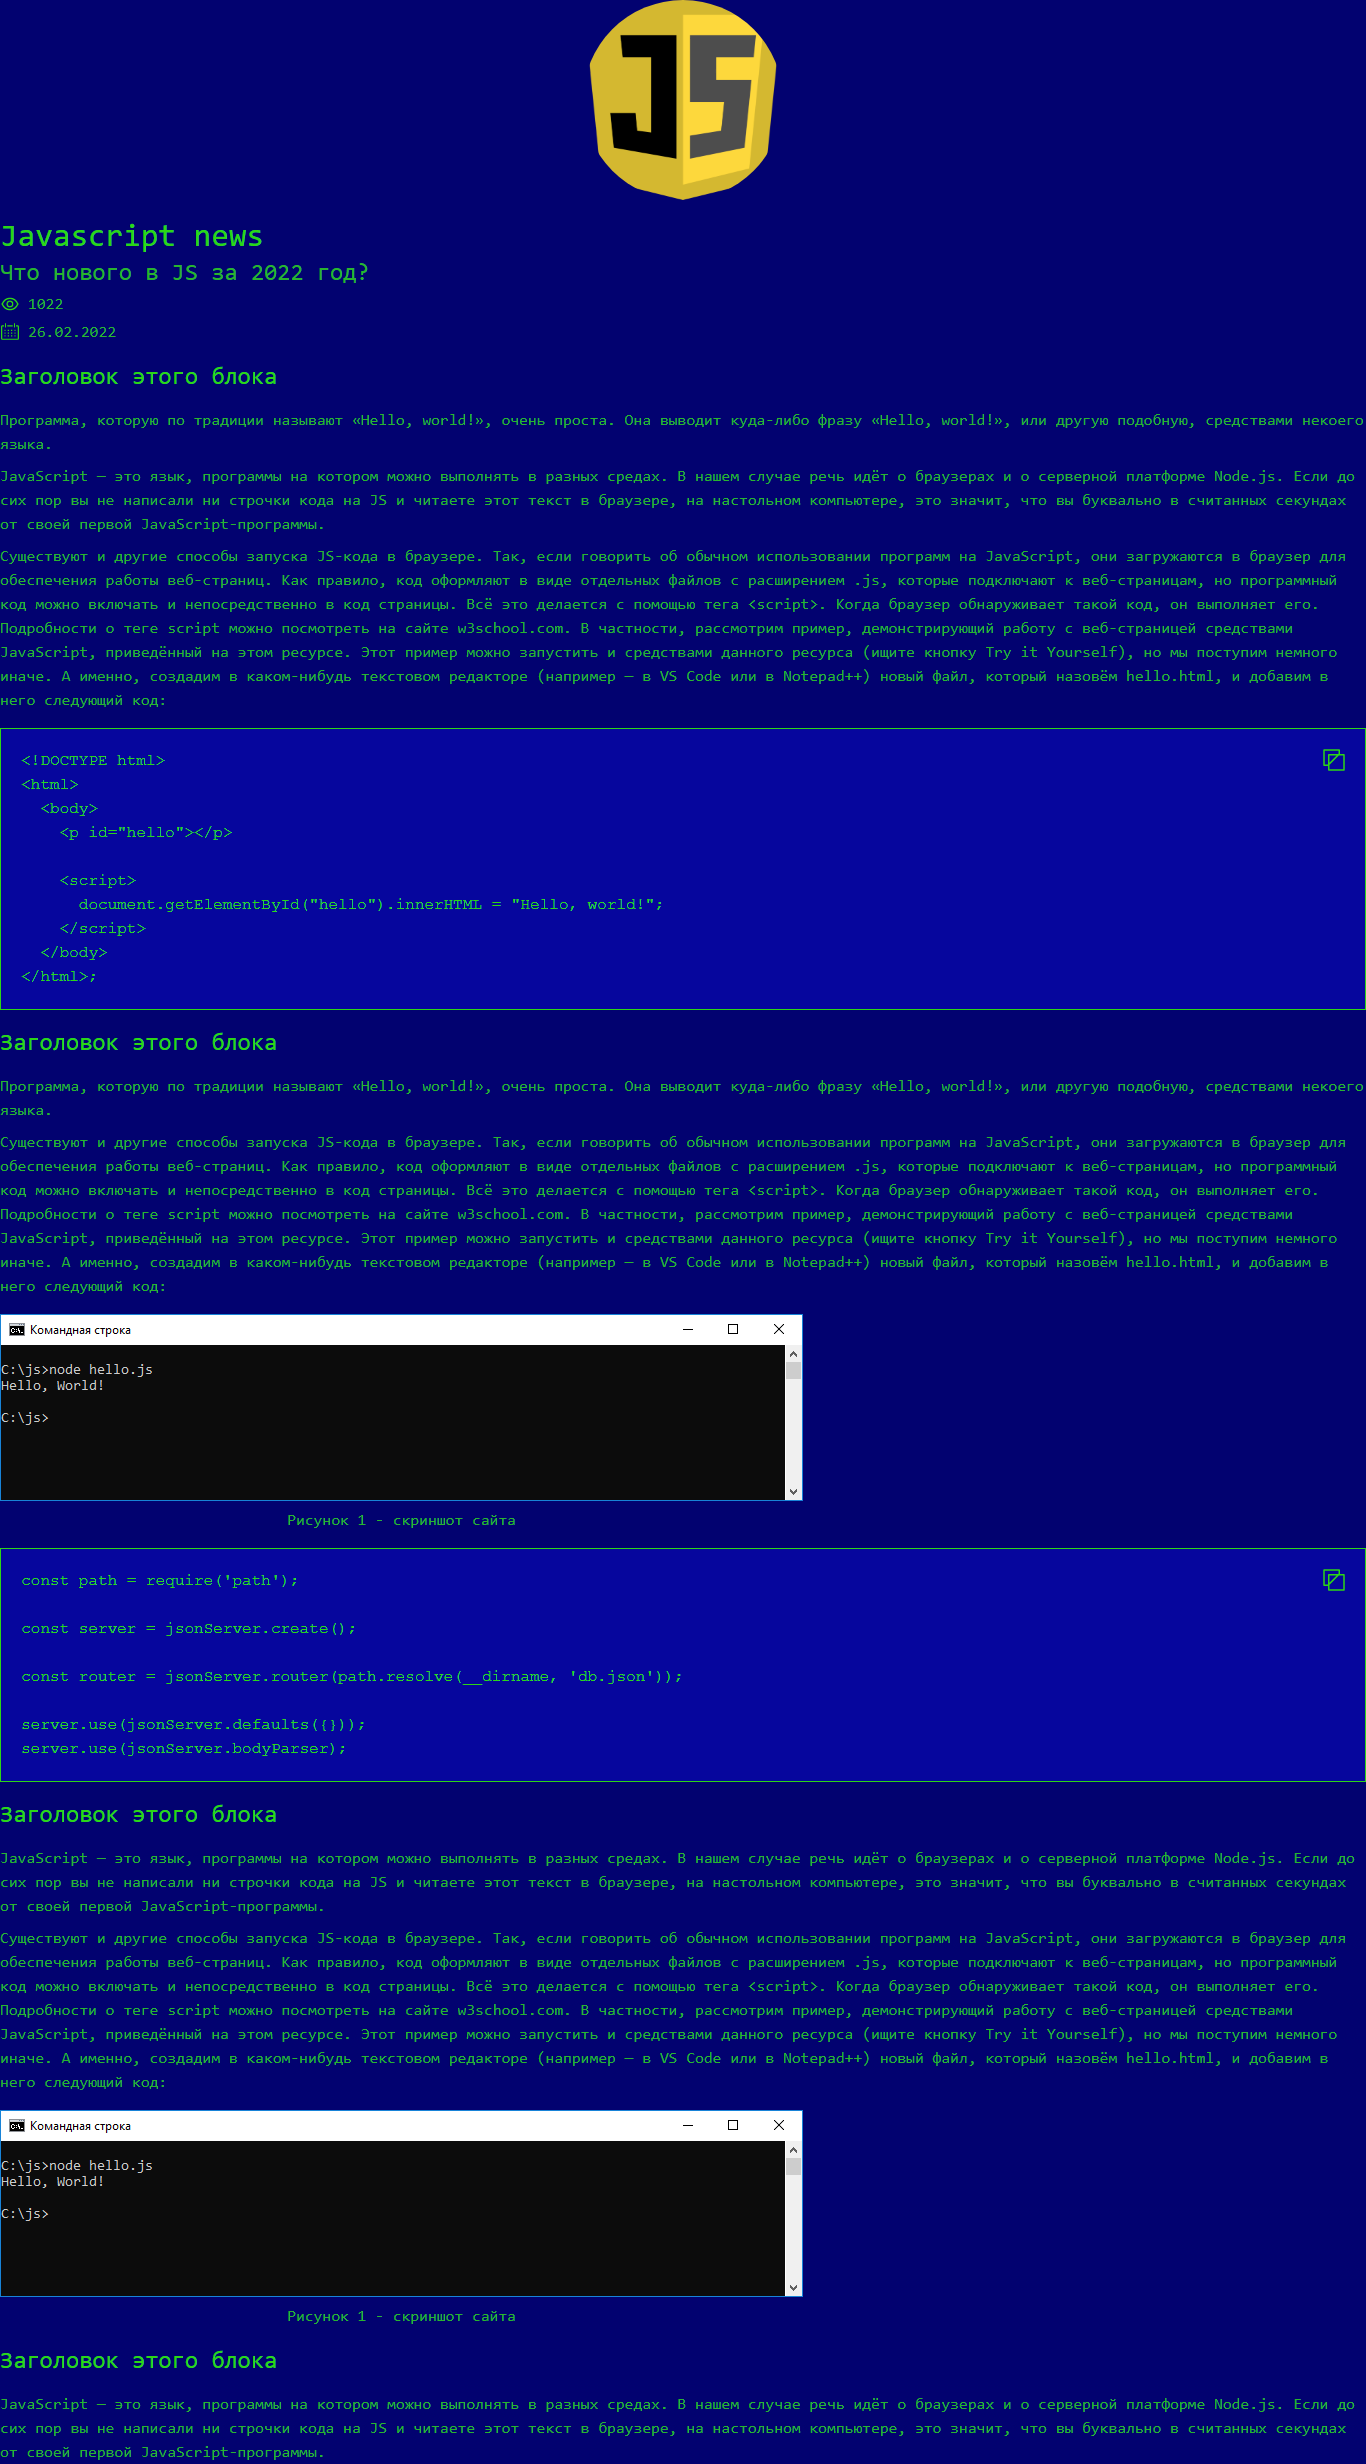 JS
Javascript news
Что нового в JS за 2022 год?
1022
26.02.2022
Заголовок этого блока
Программа, которую по традиции называют «Hello, world!», очень проста. Она выводит куда-либо фразу «Hello, world!», или другую подобную, средствами некоего
языка.
JavaScript — это язык, программы на котором можно выполнять в разных средах. В нашем случае речь идёт о браузерах и о серверной платформе Node.js. Если до
сих пор вы не написали ни строчки кода на JS и читаете этот текст в браузере, на настольном компьютере, это значит, что вы буквально в считанных секундах
от своей первой JavaScript-программы.
Существуют и другие способы запуска JS-кода в браузере. Так, если говорить об обычном использовании программ на JavaScript, они загружаются в браузер для
обеспечения работы веб-страниц. Как правило, код оформляют в виде отдельных файлов с расширением .js, которые подключают к веб-страницам, но программный
код можно включать и непосредственно в код страницы. Всё это делается с помощью тега <script>. Когда браузер обнаруживает такой код, он выполняет его.
Подробности о теге script можно посмотреть на сайте w3school.com. В частности, рассмотрим пример, демонстрирующий работу с веб-страницей средствами
JavaScript, приведённый на этом ресурсе. Этот пример можно запустить и средствами данного ресурса (ищите кнопку Try it Yourself), но мы поступим немного
иначе. А именно, создадим в каком-нибудь текстовом редакторе (например — в VS Code или в Notepad++) новый файл, который назовём hello.html, и добавим в
него следующий код:
<!DOCTYPE html>
<html>
  <body>
    <p id="hello"></p>
    <script>
      document.getElementById("hello").innerHTML = "Hello, world!";
    </script>
  </body>
</html>;
Заголовок этого блока
Программа, которую по традиции называют «Hello, world!», очень проста. Она выводит куда-либо фразу «Hello, world!», или другую подобную, средствами некоего
языка.
Существуют и другие способы запуска JS-кода в браузере. Так, если говорить об обычном использовании программ на JavaScript, они загружаются в браузер для
обеспечения работы веб-страниц. Как правило, код оформляют в виде отдельных файлов с расширением .js, которые подключают к веб-страницам, но программный
код можно включать и непосредственно в код страницы. Всё это делается с помощью тега <script>. Когда браузер обнаруживает такой код, он выполняет его.
Подробности о теге script можно посмотреть на сайте w3school.com. В частности, рассмотрим пример, демонстрирующий работу с веб-страницей средствами
JavaScript, приведённый на этом ресурсе. Этот пример можно запустить и средствами данного ресурса (ищите кнопку Try it Yourself), но мы поступим немного
иначе. А именно, создадим в каком-нибудь текстовом редакторе (например — в VS Code или в Notepad++) новый файл, который назовём hello.html, и добавим в
него следующий код:
Командная строка
C:\js>node hello.js
Hello, World!
C:\js>
Рисунок 1 - скриншот сайта
const path = require('path');
const server = jsonServer.create();
const router = jsonServer.router(path.resolve(__dirname, 'db.json'));
server.use(jsonServer.defaults({}));
server.use(jsonServer.bodyParser);
Заголовок этого блока
JavaScript — это язык, программы на котором можно выполнять в разных средах. В нашем случае речь идёт о браузерах и о серверной платформе Node.js. Если до
сих пор вы не написали ни строчки кода на JS и читаете этот текст в браузере, на настольном компьютере, это значит, что вы буквально в считанных секундах
от своей первой JavaScript-программы.
Существуют и другие способы запуска JS-кода в браузере. Так, если говорить об обычном использовании программ на JavaScript, они загружаются в браузер для
обеспечения работы веб-страниц. Как правило, код оформляют в виде отдельных файлов с расширением .js, которые подключают к веб-страницам, но программный
код можно включать и непосредственно в код страницы. Всё это делается с помощью тега <script>. Когда браузер обнаруживает такой код, он выполняет его.
Подробности о теге script можно посмотреть на сайте w3school.com. В частности, рассмотрим пример, демонстрирующий работу с веб-страницей средствами
JavaScript, приведённый на этом ресурсе. Этот пример можно запустить и средствами данного ресурса (ищите кнопку Try it Yourself), но мы поступим немного
иначе. А именно, создадим в каком-нибудь текстовом редакторе (например — в VS Code или в Notepad++) новый файл, который назовём hello.html, и добавим в
него следующий код:
Командная строка
C:\js>node hello.js
Hello, World!
C:\js>
Рисунок 1 - скриншот сайта
Заголовок этого блока
JavaScript — это язык, программы на котором можно выполнять в разных средах. В нашем случае речь идёт о браузерах и о серверной платформе Node.js. Если до
сих пор вы не написали ни строчки кода на JS и читаете этот текст в браузере, на настольном компьютере, это значит, что вы буквально в считанных секундах
от своей первой JavaScript-программы.